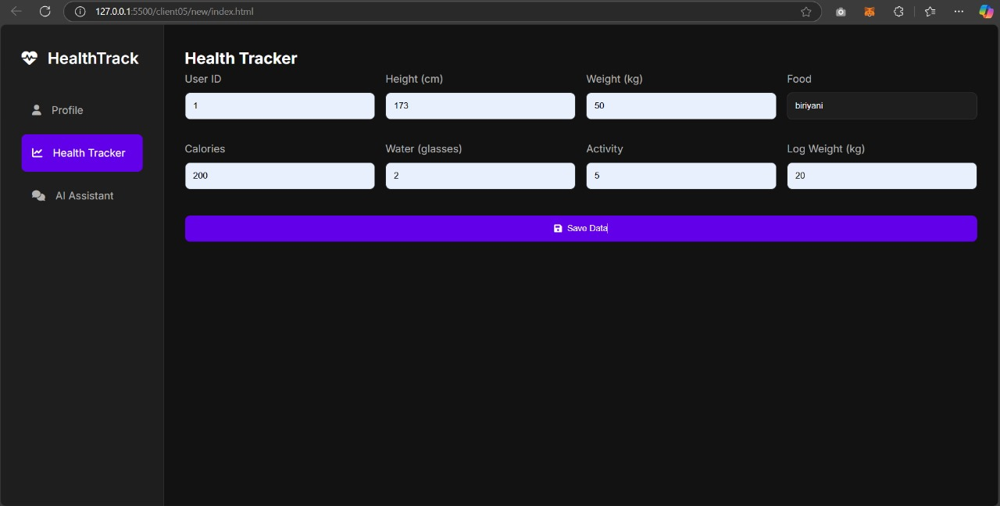 127.0.0.1:5500/client05/new/index.html
HealthTrack
Profile
Health Tracker
AI Assistant
Health Tracker
User ID Height (cm) Weight (kg) Food
1 173 50 biriyani
Calories Water (glasses) Activity Log Weight (kg)
200 2 5 20
Save Data